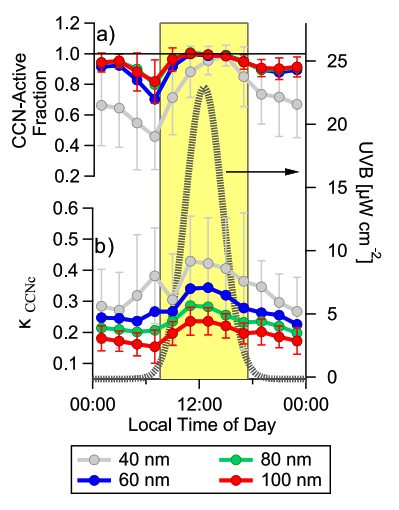 a)
1.2
1.0
0.8
0.6
0.4
0.2
CCN-Active
Fraction
25
20
15
10
5
0
UVB [µW cm-2]
b)
0.6
0.5
0.4
0.3
0.2
0.1
κ CCNc
00:00 12:00 00:00
Local Time of Day
40 nm 80 nm
60 nm 100 nm